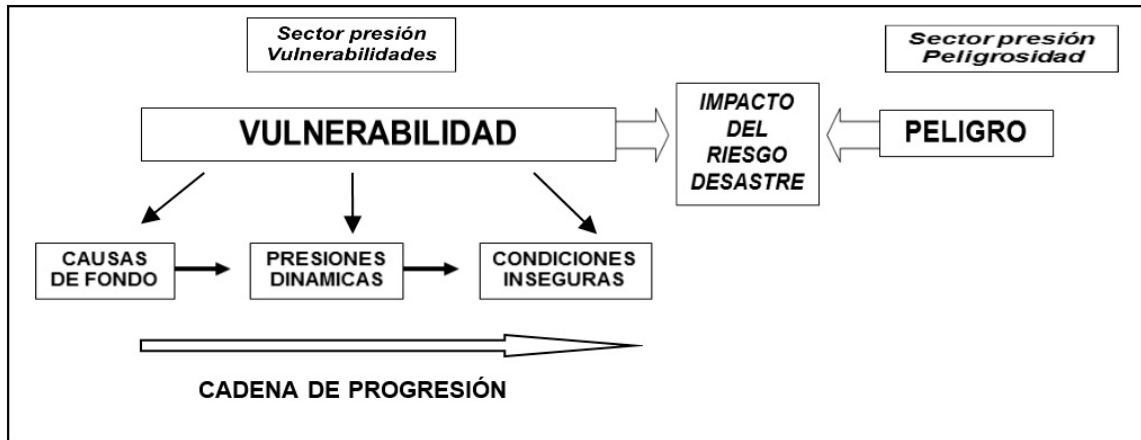 Sector presión
Vulnerabilidades
Sector presión
Peligrosidad
VULNERABILIDAD
IMPACTO
DEL
RIESGO
DESASTRE
PELIGRO
CAUSAS
DE FONDO
PRESIONES
DINAMICAS
CONDICIONES
INSEGURAS
CADENA DE PROGRESIÓN